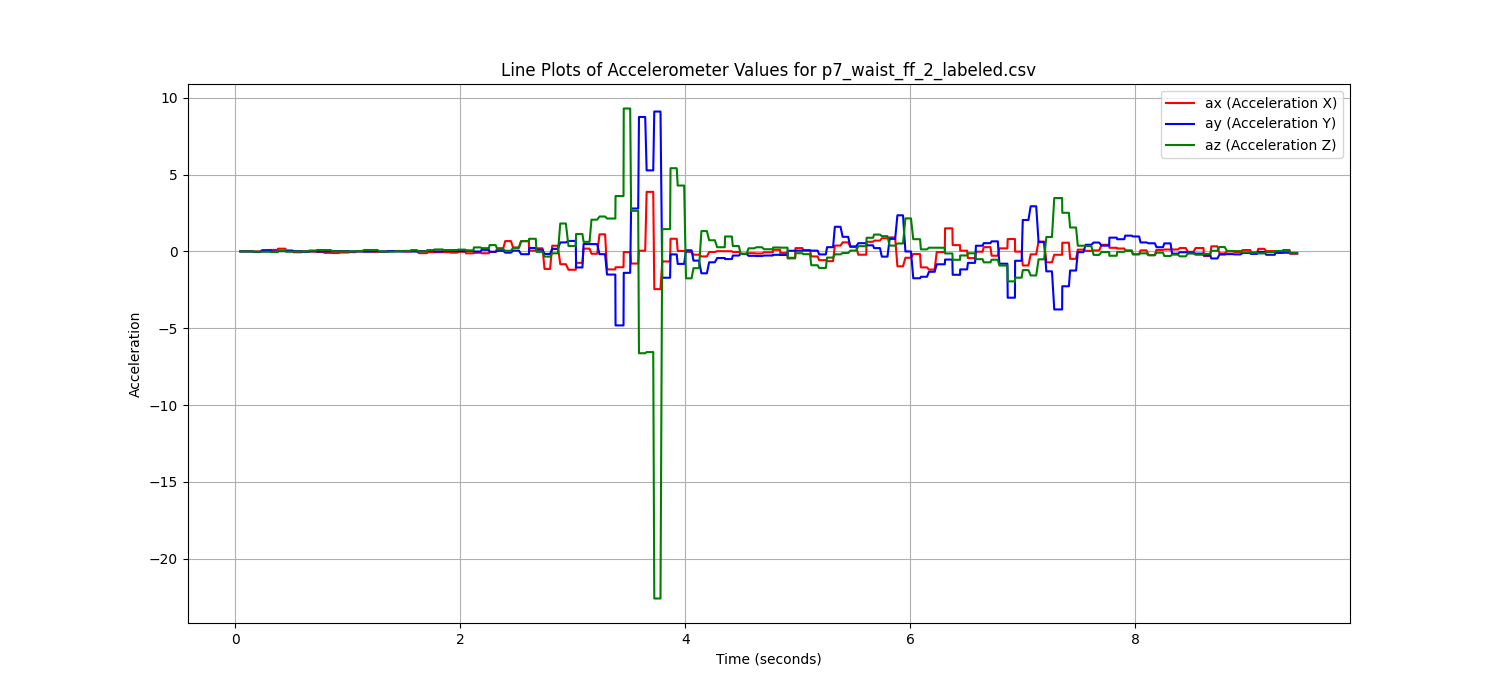 Line Plots of Accelerometer Values for p7_waist_ff_2_labeled.csv
ax (Acceleration X)
ay (Acceleration Y)
az (Acceleration Z)
Acceleration
10
5
0
−5
−10
−15
−20
0 2 4 6 8
Time (seconds)